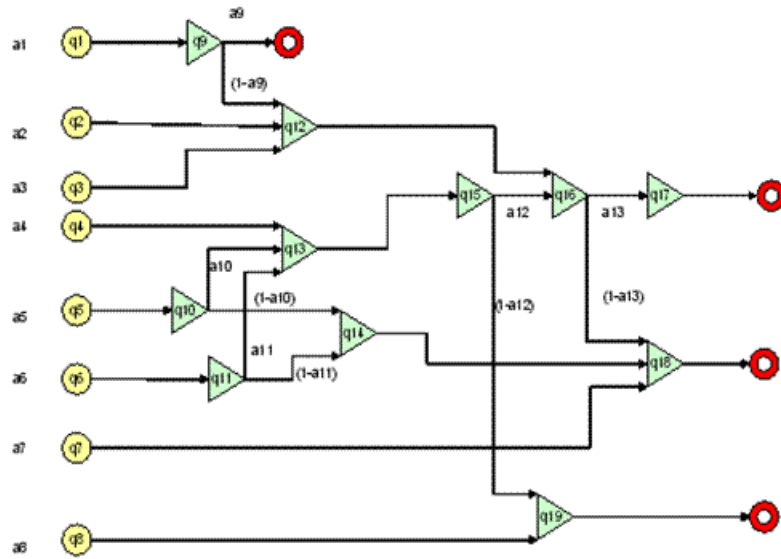 a9
a1 q1 q9
(1-a9)
a2 q2 q12
a3 q3
q15 q16 q17
a12 a13
a4 q4
q13
a10
(1-a10) (1-a12) (1-a13)
a5 q5 q10
q14
a11
(1-a11)
q18
a6 q6 q11
a7 q7
q19
a8 q8